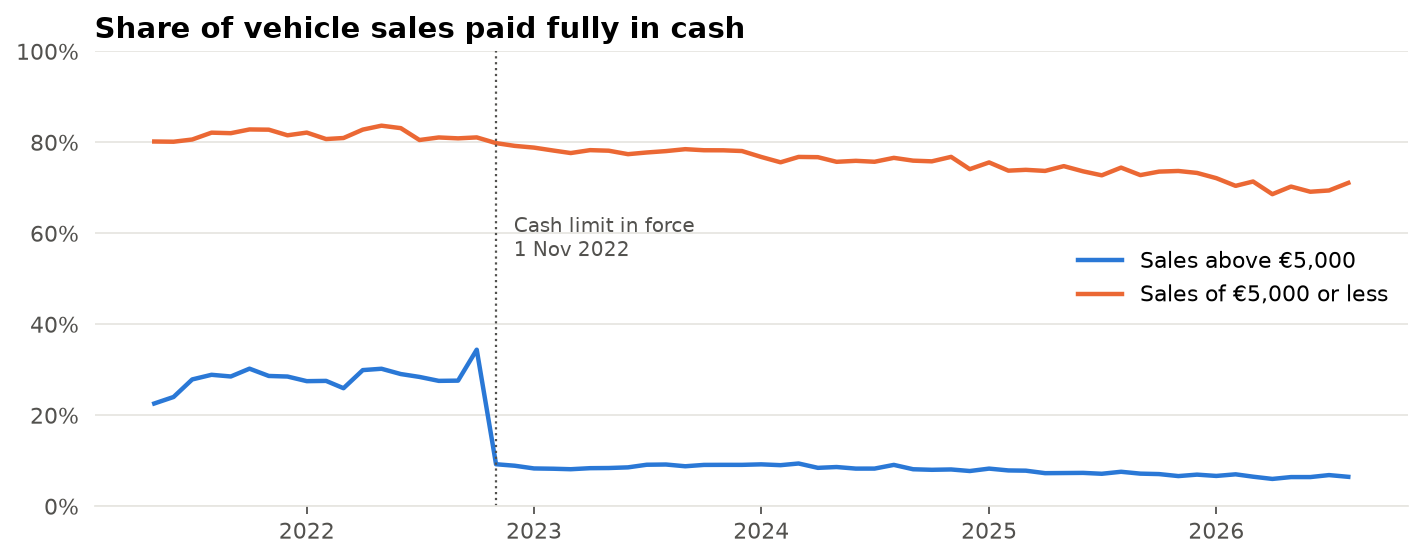 Share of vehicle sales paid fully in cash
100%
80%
60%
40%
20%
0%
Cash limit in force
1 Nov 2022
Sales above €5,000
Sales of €5,000 or less
2022
2023
2024
2025
2026